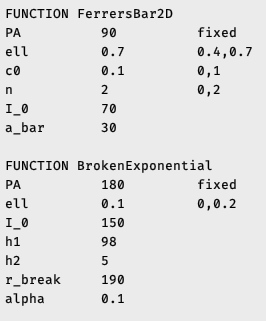 FUNCTION FerrersBar2D
PA 90 fixed
ell 0.7 0.4,0.7
c0 0.1 0,1
n 2 0,2
I_0 70
a_bar 30
FUNCTION BrokenExponential
PA 180 fixed
ell 0.1 0,0.2
I_0 150
h1 98
h2 5
r_break 190
alpha 0.1